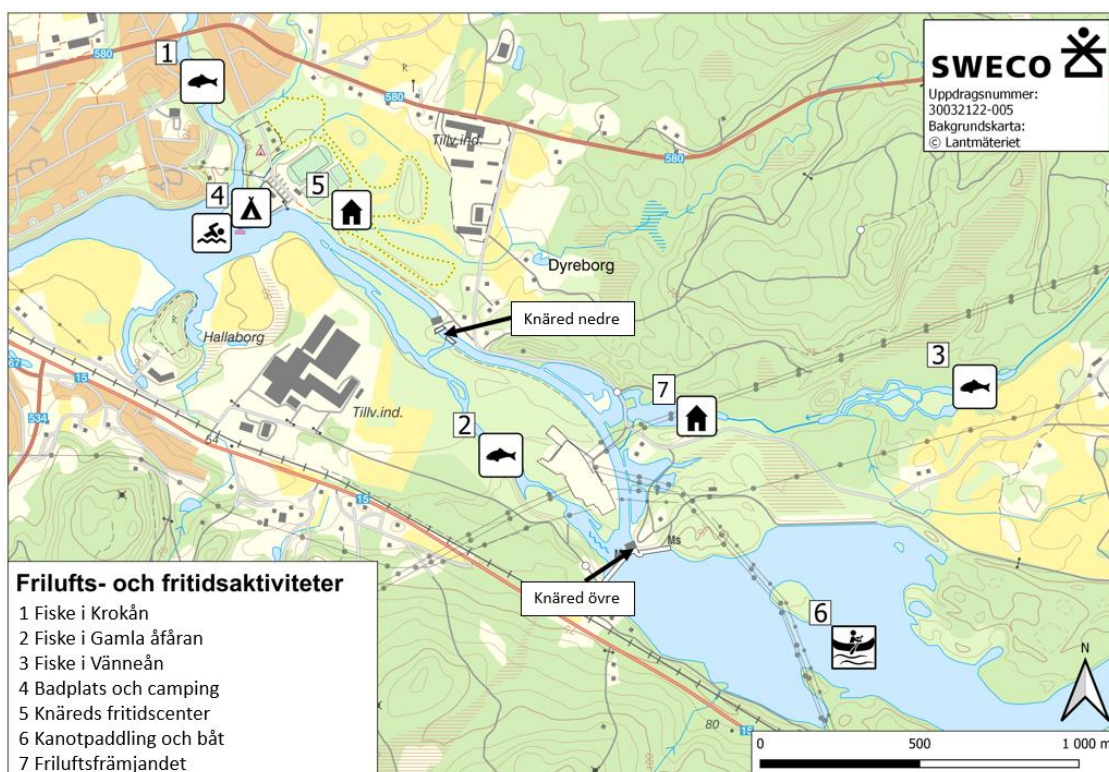 1
580
SWECO
Uppdragsnummer:
30032122-005
Bakgrundskarta:
© Lantmäteriet
580
Tillv.ind.
580
4
5
Dyreborg
Knäred nedre
Hallaborg
3
7
15
534
Tillv.ind.
2
64
15
Ms
Knäred övre
6
N
80
15
Frilufts- och fritidsaktiviteter
1 Fiske i Krokån
2 Fiske i Gamla åfåran
3 Fiske i Vänneån
4 Badplats och camping
5 Knäreds fritidscenter
6 Kanotpaddling och båt
7 Friluftsfrämjandet
0 500 1 000 m